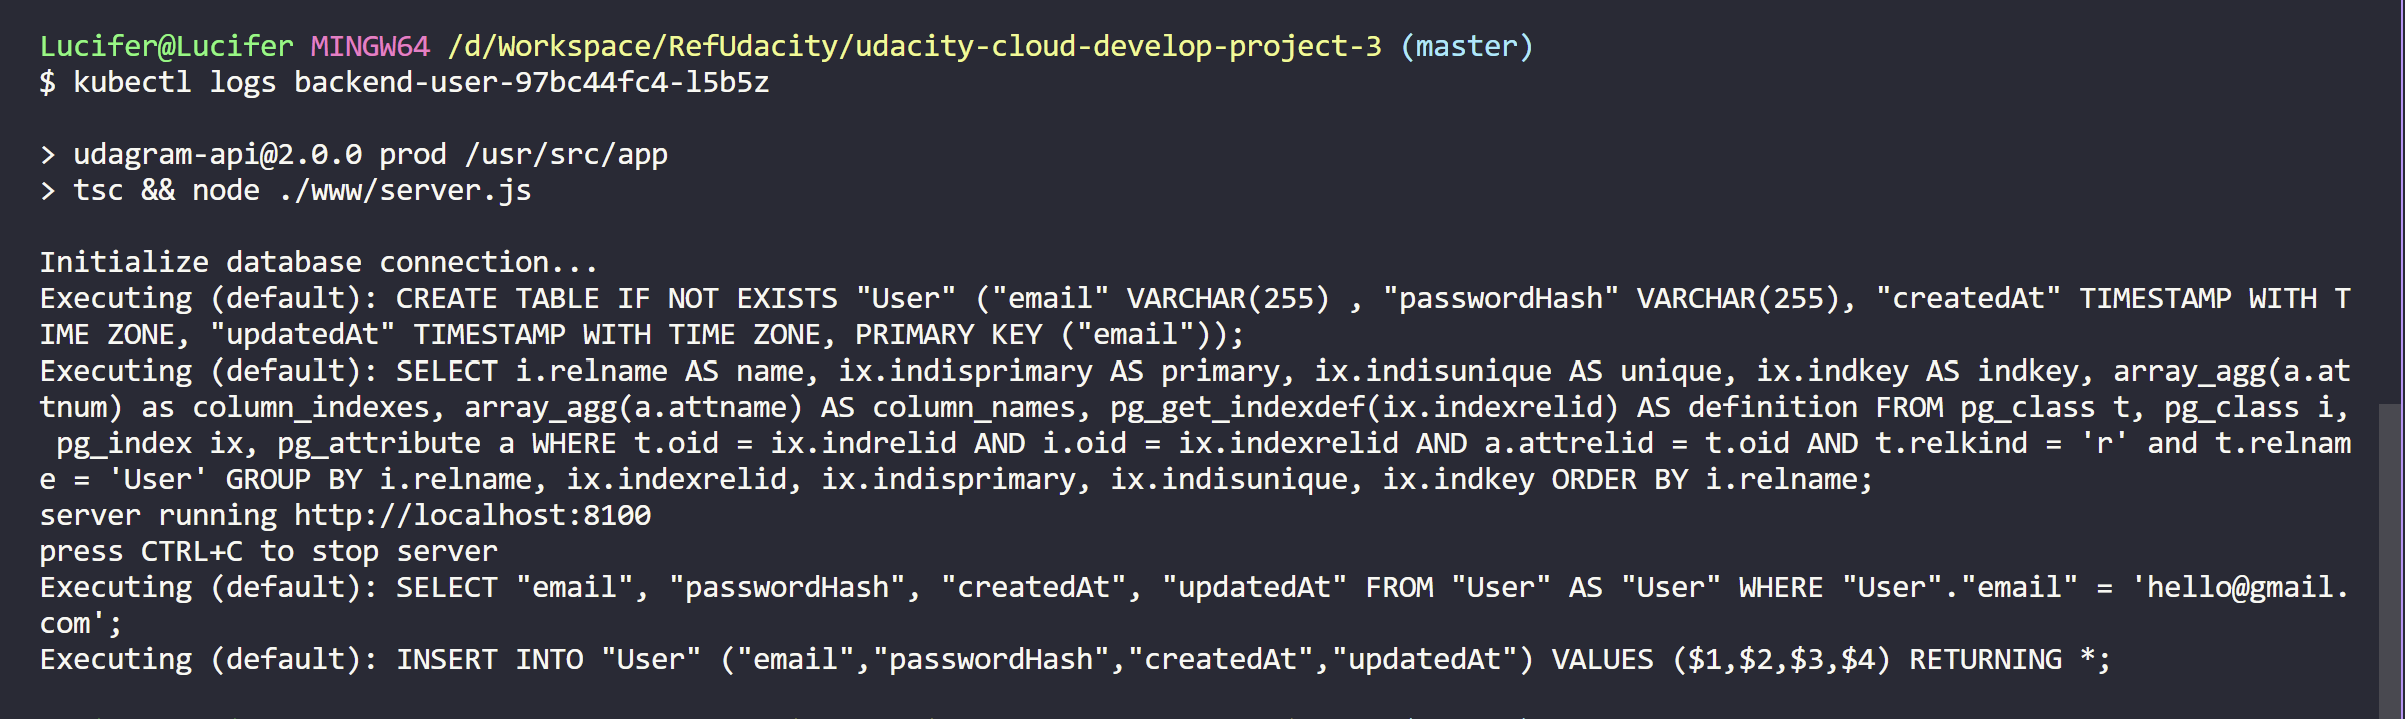 Lucifer@Lucifer MINGW64 /d/Workspace/RefUdacity/udacity-cloud-develop-project-3 (master)
$ kubectl logs backend-user-97bc44fc4-l5b5z
> udagram-api@2.0.0 prod /usr/src/app
> tsc && node ./www/server.js
Initialize database connection...
Executing (default): CREATE TABLE IF NOT EXISTS "User" ("email" VARCHAR(255) , "passwordHash" VARCHAR(255), "createdAt" TIMESTAMP WITH T
IME ZONE, "updatedAt" TIMESTAMP WITH TIME ZONE, PRIMARY KEY ("email"));
Executing (default): SELECT i.relname AS name, ix.indisprimary AS primary, ix.indisunique AS unique, ix.indkey AS indkey, array_agg(a.at
tnum) as column_indexes, array_agg(a.attname) AS column_names, pg_get_indexdef(ix.indexrelid) AS definition FROM pg_class t, pg_class i,
 pg_index ix, pg_attribute a WHERE t.oid = ix.indrelid AND i.oid = ix.indexrelid AND a.attrelid = t.oid AND t.relkind = 'r' and t.relnam
e = 'User' GROUP BY i.relname, ix.indexrelid, ix.indisprimary, ix.indisunique, ix.indkey ORDER BY i.relname;
server running http://localhost:8100
press CTRL+C to stop server
Executing (default): SELECT "email", "passwordHash", "createdAt", "updatedAt" FROM "User" AS "User" WHERE "User"."email" = 'hello@gmail.
com';
Executing (default): INSERT INTO "User" ("email","passwordHash","createdAt","updatedAt") VALUES ($1,$2,$3,$4) RETURNING *;